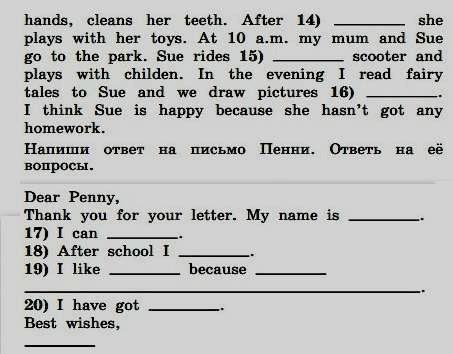 hands, cleans her teeth. After 14) ________ she
plays with her toys. At 10 a.m. my mum and Sue
go to the park. Sue rides 15) ________ scooter and
plays with childen. In the evening I read fairy
tales to Sue and we draw pictures 16) ________.
I think Sue is happy because she hasn't got any
homework.
Напиши ответ на письмо Пенни. Ответь на её
вопросы.
Dear Penny,
Thank you for your letter. My name is ________.
17) I can ________.
18) After school I ________.
19) I like ________ because ________
________________________________.
20) I have got ________.
Best wishes,
________